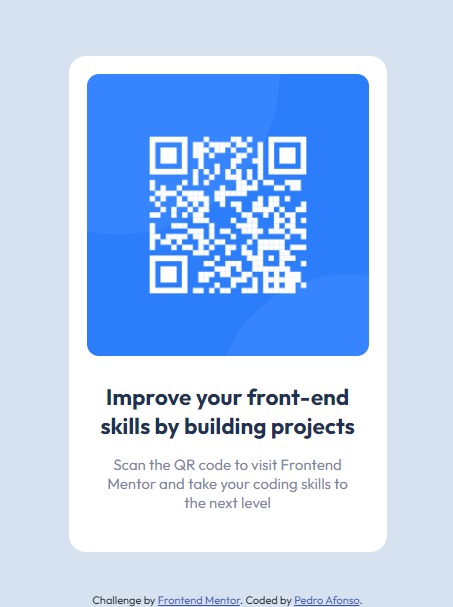 Improve your front-end
skills by building projects
Scan the QR code to visit Frontend
Mentor and take your coding skills to
the next level
Challenge by Frontend Mentor. Coded by Pedro Afonso.